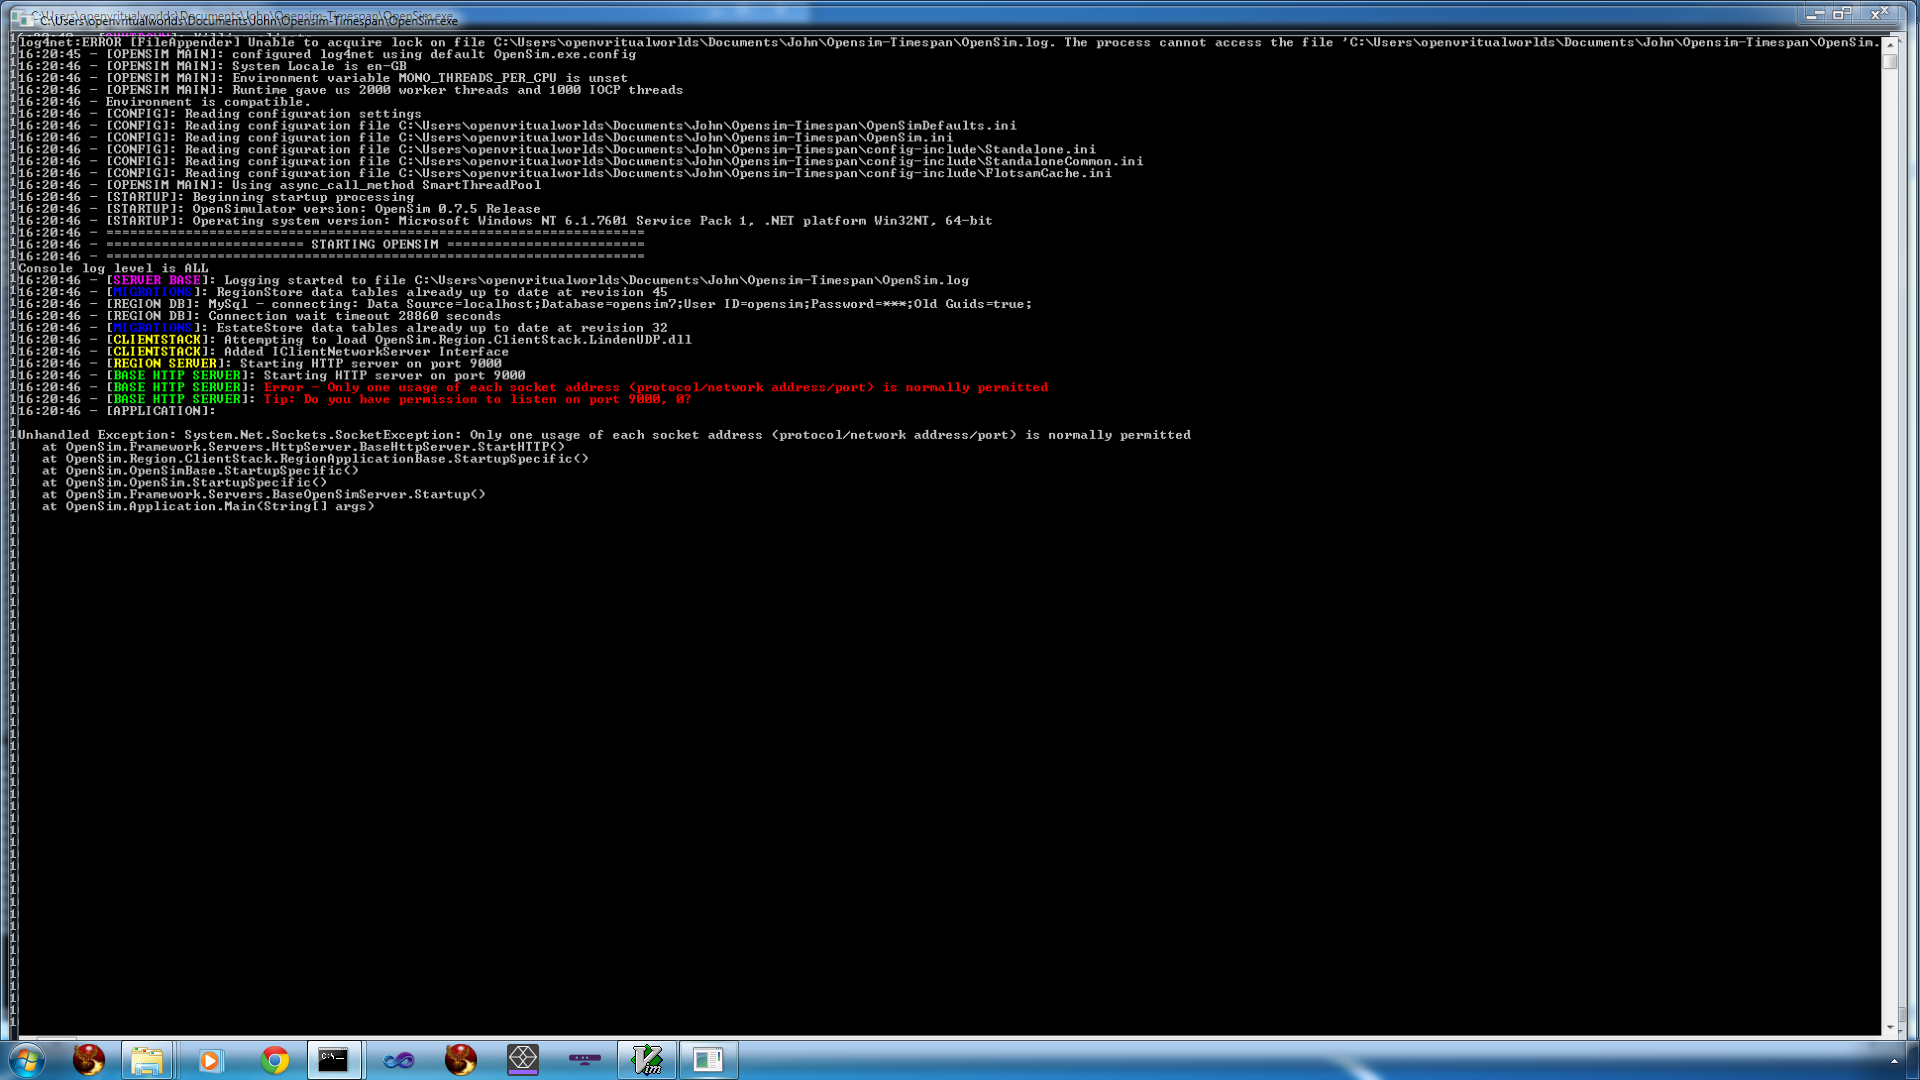 C:\Users\openvritualworlds\Documents\John\Opensim-Timespan\OpenSim.exe
C:\Users\openvritualworlds\Documents\John\Opensim-Timespan\OpenSim.exe
log4net:ERROR [FileAppender] Unable to acquire lock on file C:\Users\openvritualworlds\Documents\John\Opensim-Timespan\OpenSim.log. The process cannot access the file 'C:\Users\openvritualworlds\Documents\John\Opensim-Timespan\OpenSim.
16:20:45 - [OPENSIM MAIN]: configured log4net using default OpenSim.exe.config
16:20:46 - [OPENSIM MAIN]: System Locale is en-GB
16:20:46 - [OPENSIM MAIN]: Environment variable MONO_THREADS_PER_CPU is unset
16:20:46 - [OPENSIM MAIN]: Runtime gave us 2000 worker threads and 1000 IOCP threads
16:20:46 - Environment is compatible.
16:20:46 - [CONFIG]: Reading configuration settings
16:20:46 - [CONFIG]: Reading configuration file C:\Users\openvritualworlds\Documents\John\Opensim-Timespan\OpenSimDefaults.ini
16:20:46 - [CONFIG]: Reading configuration file C:\Users\openvritualworlds\Documents\John\Opensim-Timespan\OpenSim.ini
16:20:46 - [CONFIG]: Reading configuration file C:\Users\openvritualworlds\Documents\John\Opensim-Timespan\config-include\Standalone.ini
16:20:46 - [CONFIG]: Reading configuration file C:\Users\openvritualworlds\Documents\John\Opensim-Timespan\config-include\StandaloneCommon.ini
16:20:46 - [CONFIG]: Reading configuration file C:\Users\openvritualworlds\Documents\John\Opensim-Timespan\config-include\FlotsamCache.ini
16:20:46 - [OPENSIM MAIN]: Using async_call_method SmartThreadPool
16:20:46 - [STARTUP]: Beginning startup processing
16:20:46 - [STARTUP]: OpenSimulator version: OpenSim 0.7.5 Release
16:20:46 - [STARTUP]: Operating system version: Microsoft Windows NT 6.1.7601 Service Pack 1, .NET platform Win32NT, 64-bit
16:20:46 - ====================================================================
16:20:46 - ========================= STARTING OPENSIM =========================
16:20:46 - ====================================================================
Console log level is ALL
16:20:46 - [SERVER BASE]: Logging started to file C:\Users\openvritualworlds\Documents\John\Opensim-Timespan\OpenSim.log
16:20:46 - [MIGRATIONS]: RegionStore data tables already up to date at revision 45
16:20:46 - [REGION DB]: MySql - connecting: Data Source=localhost;Database=opensim7;User ID=opensim;Password=***;Old Guids=true;
16:20:46 - [REGION DB]: Connection wait timeout 28860 seconds
16:20:46 - [MIGRATIONS]: EstateStore data tables already up to date at revision 32
16:20:46 - [CLIENTSTACK]: Attempting to load OpenSim.Region.ClientStack.LindenUDP.dll
16:20:46 - [CLIENTSTACK]: Added IClientNetworkServer Interface
16:20:46 - [REGION SERVER]: Starting HTTP server on port 9000
16:20:46 - [BASE HTTP SERVER]: Starting HTTP server on port 9000
16:20:46 - [BASE HTTP SERVER]: Error - Only one usage of each socket address (protocol/network address/port) is normally permitted
16:20:46 - [BASE HTTP SERVER]: Tip: Do you have permission to listen on port 9000, 0?
16:20:46 - [APPLICATION]:
Unhandled Exception: System.Net.Sockets.SocketException: Only one usage of each socket address (protocol/network address/port) is normally permitted
at OpenSim.Framework.Servers.HttpServer.BaseHttpServer.StartHTTP()
at OpenSim.Region.ClientStack.RegionApplicationBase.StartupSpecific()
at OpenSim.OpenSimBase.StartupSpecific()
at OpenSim.OpenSim.StartupSpecific()
at OpenSim.Framework.Servers.BaseOpenSimServer.Startup()
at OpenSim.Application.Main(String[] args)
C:\_
Vim